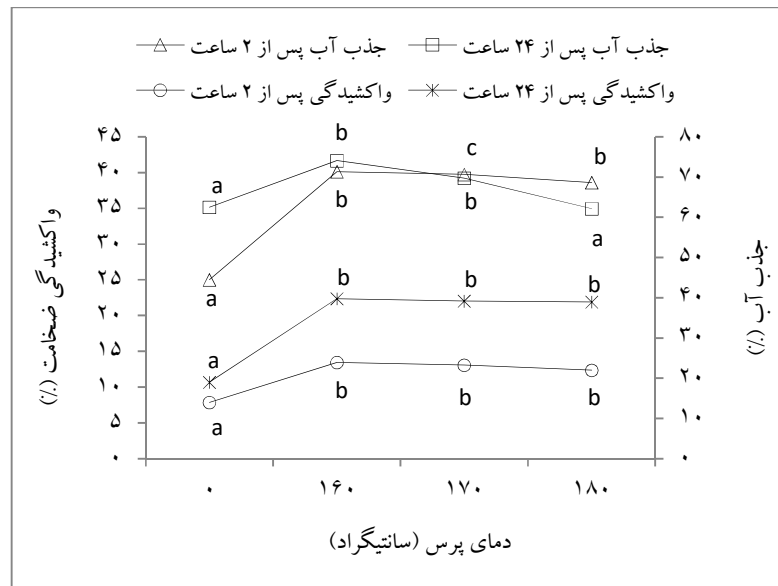 جذب آب پس از ۲ ساعت جذب آب پس از ۲۴ ساعت
واکشیدگی پس از ۲ ساعت واکشیدگی پس از ۲۴ ساعت
واکشیدگی ضخامت (٪)
۴۵
۴۰
۳۵
۳۰
۲۵
۲۰
۱۵
۱۰
۵
۰
جذب آب (٪)
۸۰
۷۰
۶۰
۵۰
۴۰
۳۰
۲۰
۱۰
۰
b
c
b
a
b
b
a
a
b
b
b
a
b
b
b
a
۰ ۱۶۰ ۱۷۰ ۱۸۰
دمای پرس (سانتیگراد)